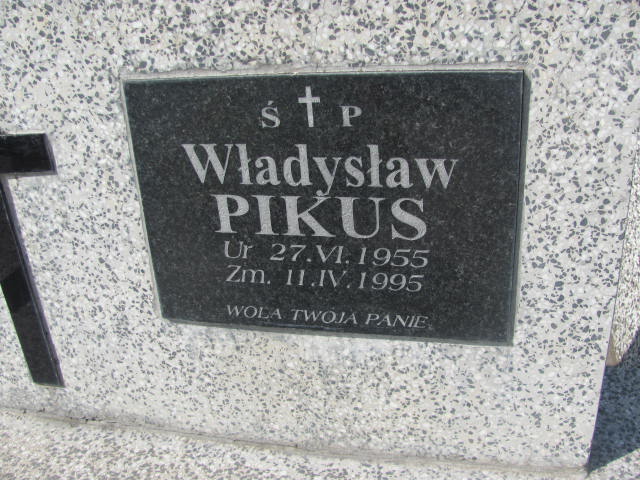 Ś † P
Władysław
PIKUS
Ur 27.VI.1955
Zm. 11.IV.1995
WOLA TWOJA PANIE